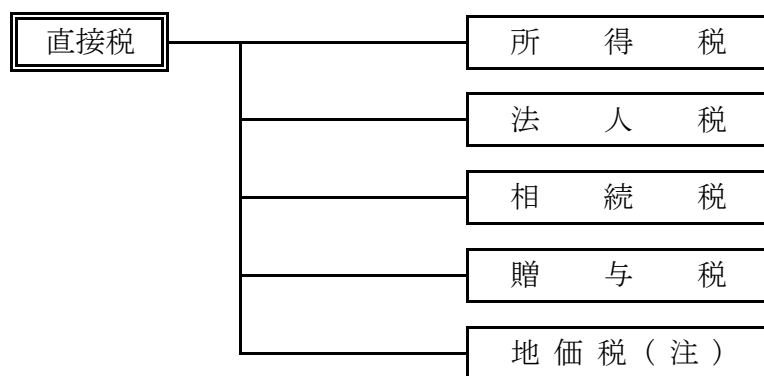 直接税
所得税
法人税
相続税
贈与税
地価税(注)